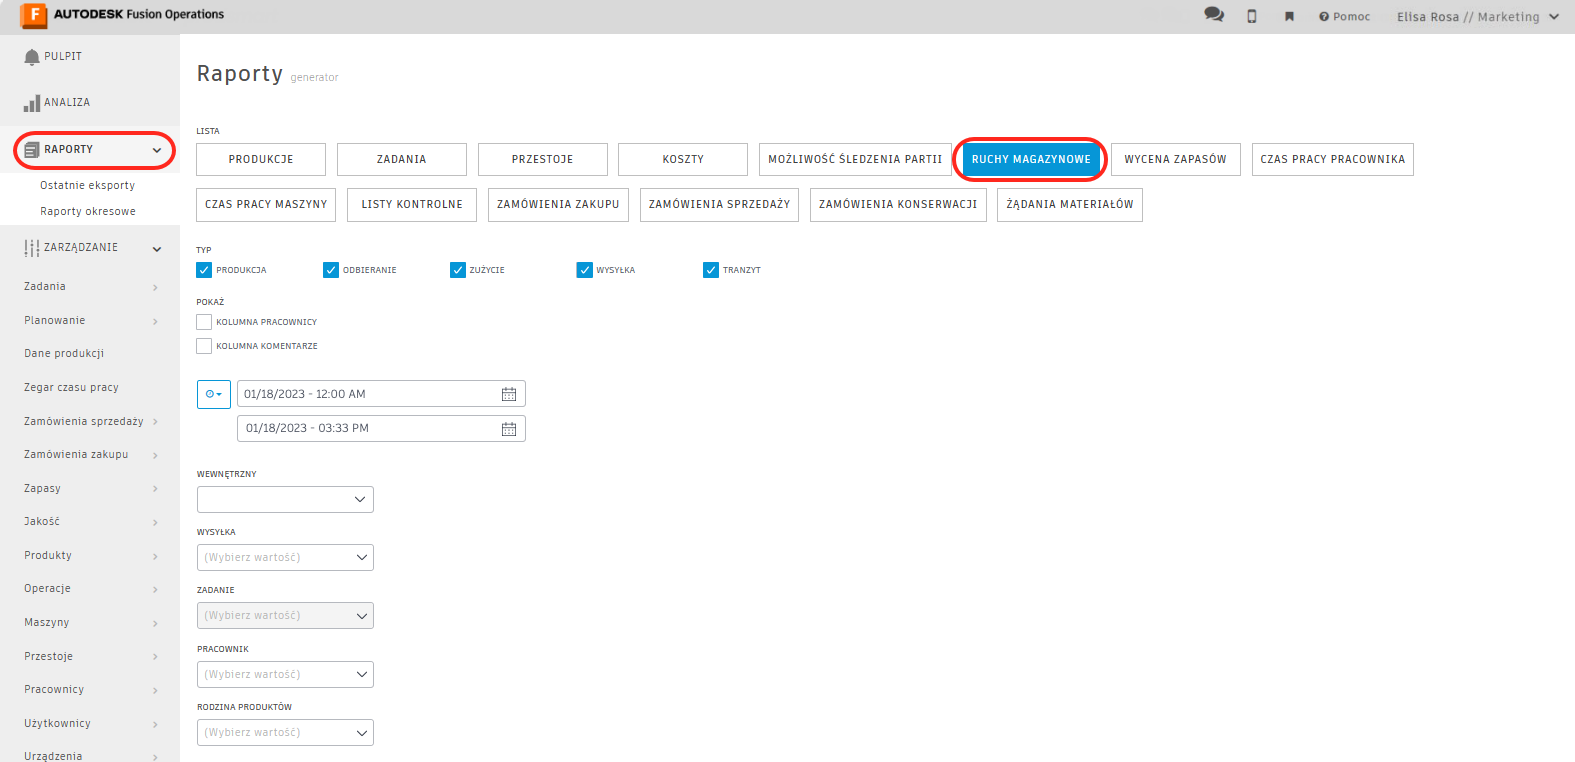 AUTODESK Fusion Operations
Pomoc
Elisa Rosa // Marketing
PULPIT
ANALIZA
RAPORTY
Ostatnie eksporty
Raporty okresowe
ZARZĄDZANIE
Zadania
Planowanie
Dane produkcji
Zegar czasu pracy
Zamówienia sprzedaży
Zamówienia zakupu
Zapasy
Jakość
Produkty
Operacje
Maszyny
Przestoje
Pracownicy
Użytkownicy
Urządzenia
Raporty generator
LISTA
PRODUKCJE ZADANIA PRZESTOJE KOSZTY MOŻLIWOŚĆ ŚLEDZENIA PARTII RUCHY MAGAZYNOWE WYCENA ZAPASÓW CZAS PRACY PRACOWNIKA
CZAS PRACY MASZYNY LISTY KONTROLNE ZAMÓWIENIA ZAKUPU ZAMÓWIENIA SPRZEDAŻY ZAMÓWIENIA KONSERWACJI ŻĄDANIA MATERIAŁÓW
TYP
PRODUKCJA ODBIERANIE ZUŻYCIE WYSYŁKA TRANZYT
POKAŻ
KOLUMNA PRACOWNICY
KOLUMNA KOMENTARZE
01/18/2023 - 12:00 AM
01/18/2023 - 03:33 PM
WEWNĘTRZNY
WYSYŁKA
(Wybierz wartość)
ZADANIE
(Wybierz wartość)
PRACOWNIK
(Wybierz wartość)
RODZINA PRODUKTÓW
(Wybierz wartość)